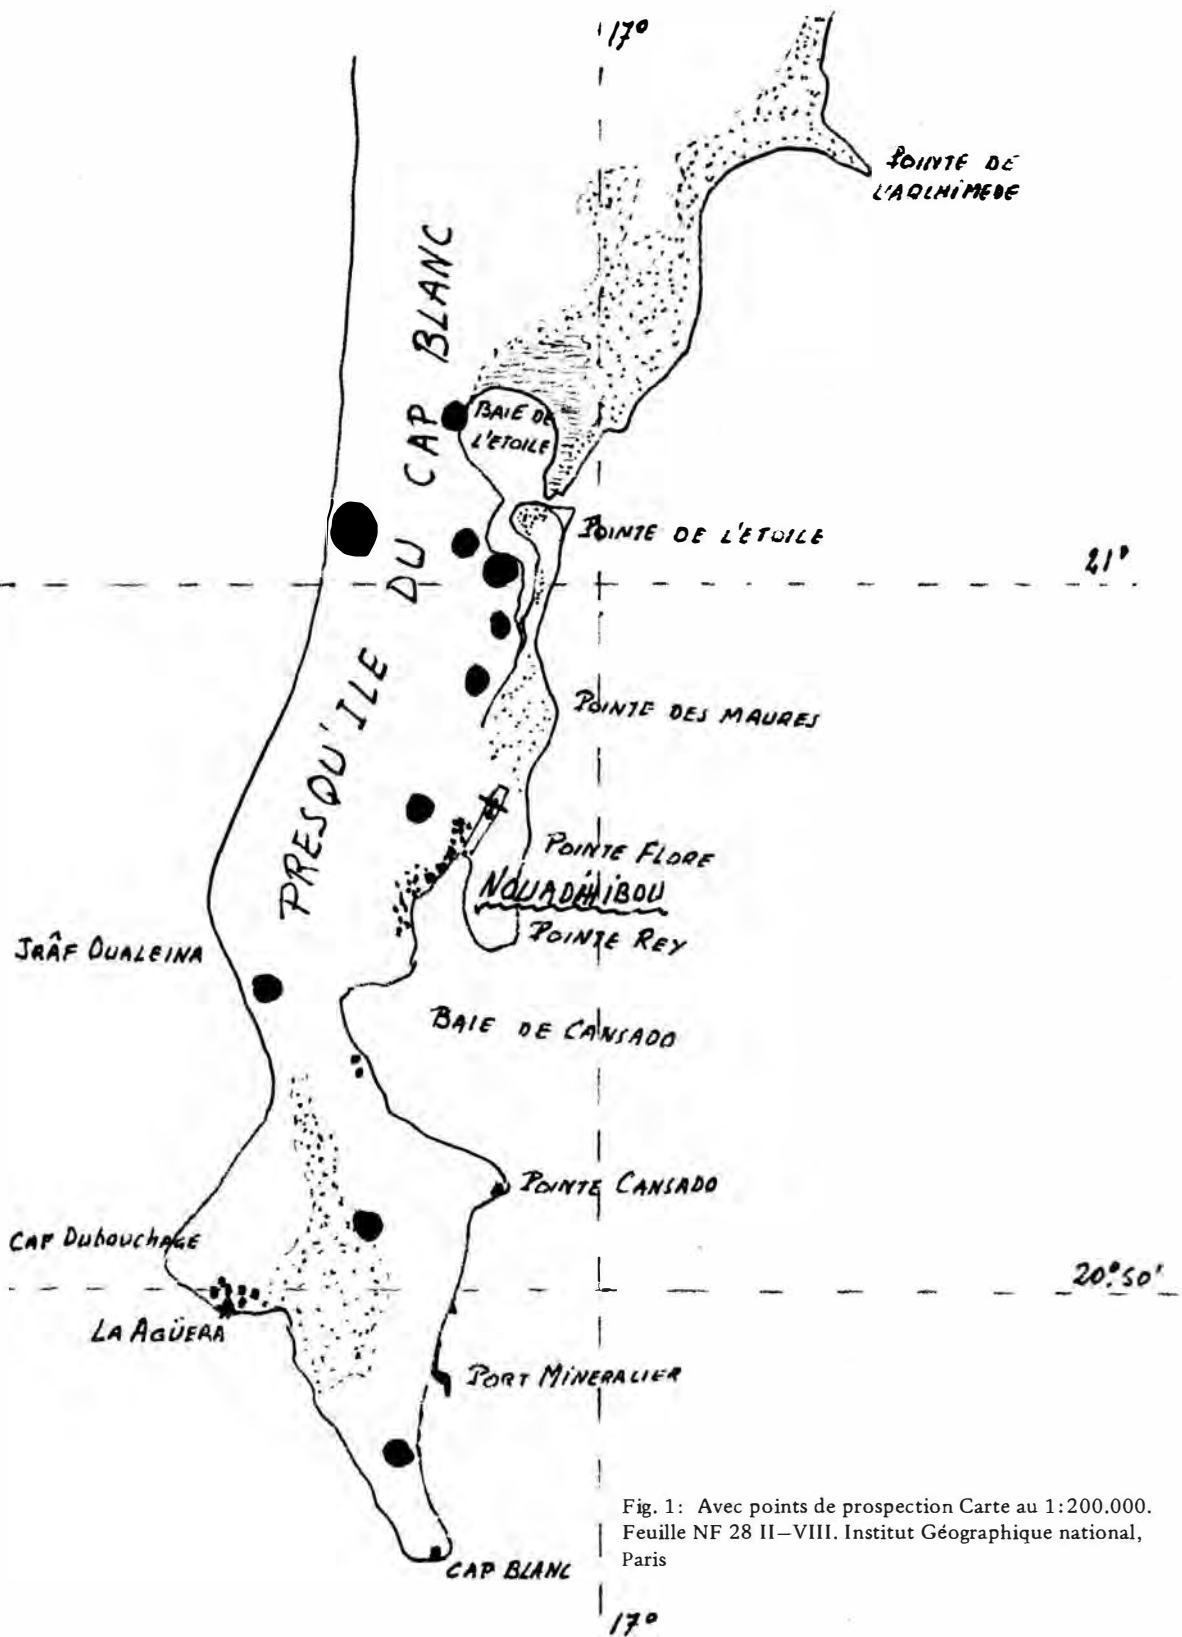 17°
POINTE DE
L'AQLHIMEDE
PRESQU'ILE DU CAP BLANC
BAIE DE
L'ETOILE
POINTE DE L'ETOILE
21°
POINTE DES MAURES
POINTE FLORE
NOUADHIBOU
POINTE REY
JRÂF OUALEINA
BAIE DE CANSADO
POINTE CANSADO
CAP DUBOUCHAGE
20°50'
LA AGÜERA
PORT MINERALIER
Fig. 1: Avec points de prospection Carte au 1:200.000.
Feuille NF 28 II–VIII. Institut Géographique national,
Paris
CAP BLANC
17°